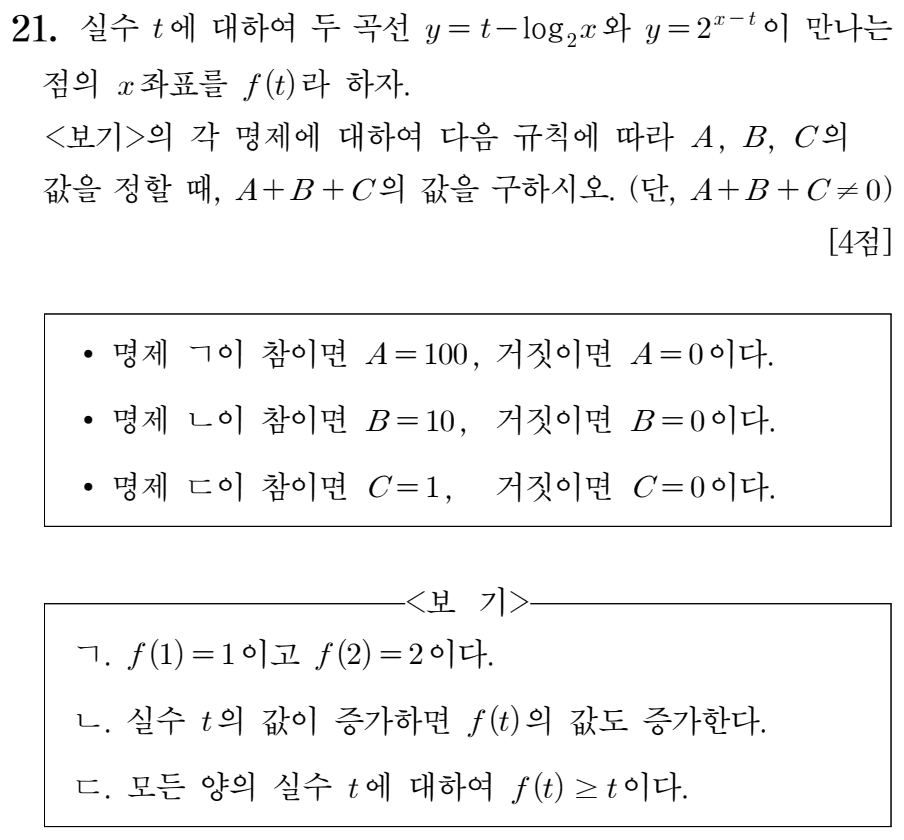 21. 실수 t에 대하여 두 곡선 y=t-log₂x와 y=2^{x-t}이 만나는
점의 x좌표를 f(t)라 하자.
<보기>의 각 명제에 대하여 다음 규칙에 따라 A, B, C의
값을 정할 때, A+B+C의 값을 구하시오. (단, A+B+C≠0)
[4점]
• 명제 ㄱ이 참이면 A=100, 거짓이면 A=0이다.
• 명제 ㄴ이 참이면 B=10, 거짓이면 B=0이다.
• 명제 ㄷ이 참이면 C=1, 거짓이면 C=0이다.
<보 기>
ㄱ. f(1)=1이고 f(2)=2이다.
ㄴ. 실수 t의 값이 증가하면 f(t)의 값도 증가한다.
ㄷ. 모든 양의 실수 t에 대하여 f(t)≥t이다.